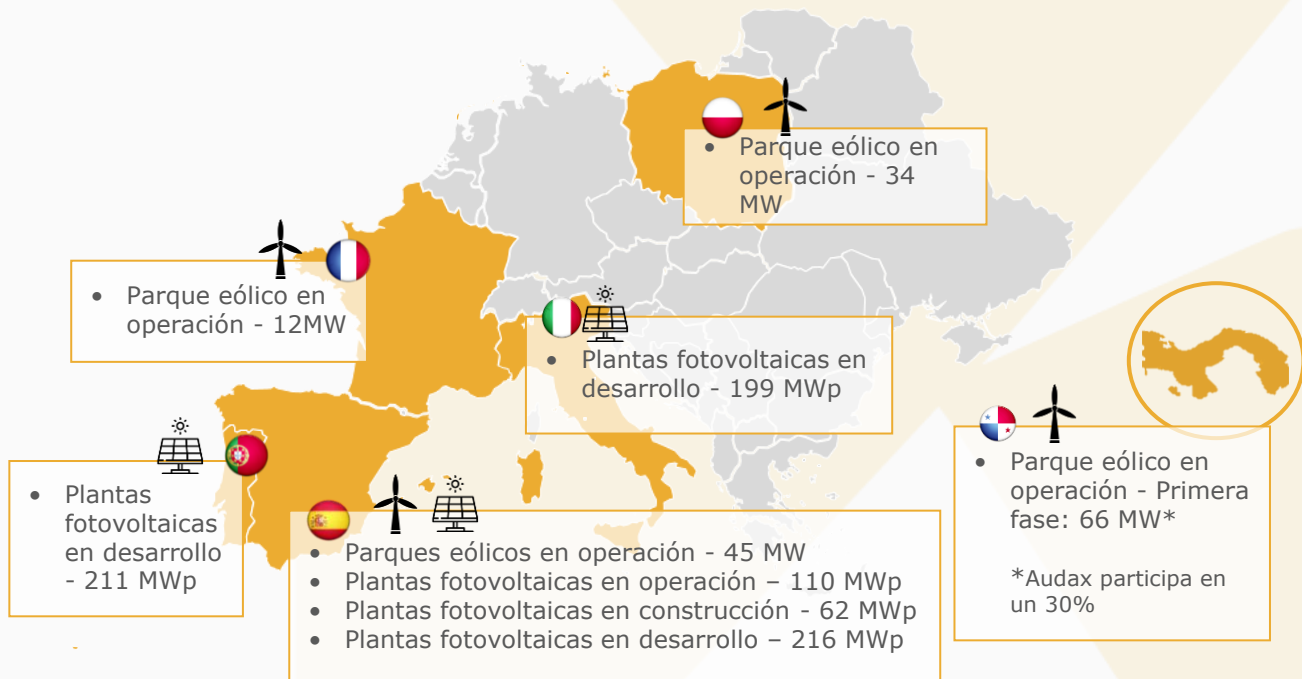 • Parque eólico en
operación - 34
MW
• Parque eólico en
operación - 12MW
• Plantas fotovoltaicas en
desarrollo - 199 MWp
• Plantas
fotovoltaicas
en desarrollo
- 211 MWp
• Parques eólicos en operación - 45 MW
• Plantas fotovoltaicas en operación – 110 MWp
• Plantas fotovoltaicas en construcción - 62 MWp
• Plantas fotovoltaicas en desarrollo – 216 MWp
• Parque eólico en
operación - Primera
fase: 66 MW*
*Audax participa en
un 30%